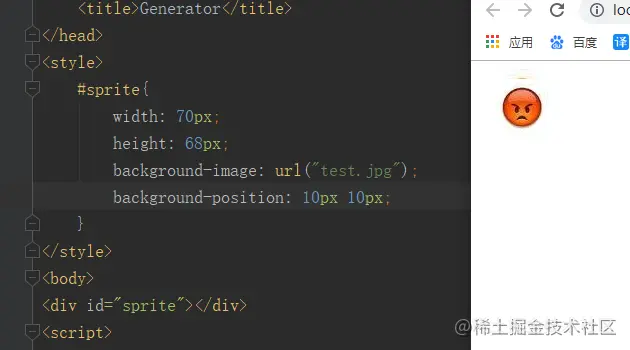 <title>Generator</title>
</head>
<style>
#sprite{
width: 70px;
height: 68px;
background-image: url("test.jpg");
background-position: 10px 10px;
}
</style>
<body>
<div id="sprite"></div>
<script>
loc
应用 百度 译
@稀土掘金技术社区